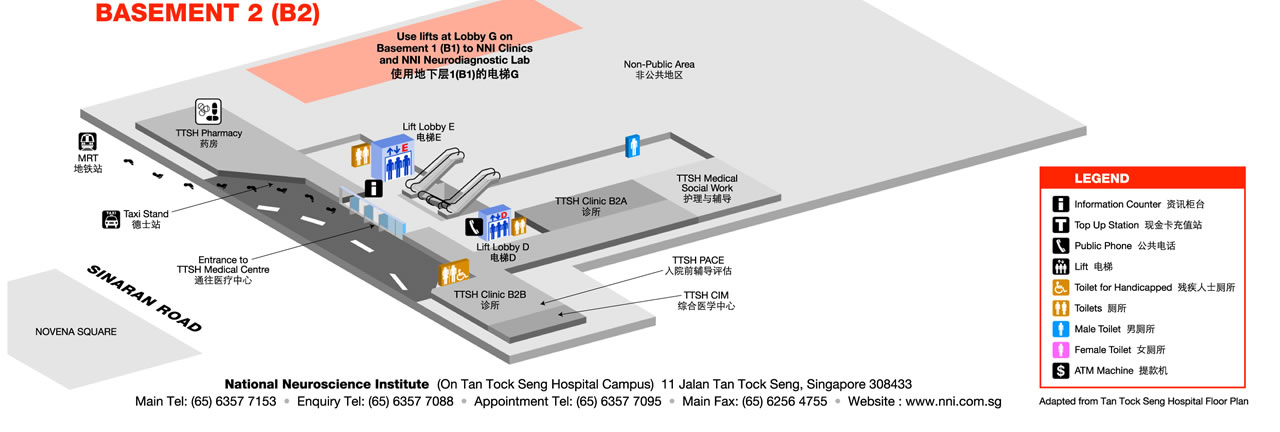 BASEMENT 2 (B2)
Use lifts at Lobby G on
Basement 1 (B1) to NNI Clinics
and NNI Neurodiagnostic Lab
使用地下层1(B1)的电梯G
Non-Public Area
非公共地区
TTSH Pharmacy
药房
Lift Lobby E
电梯E
E
MRT
地铁站
TAXI
Taxi Stand
德士站
TTSH Medical
Social Work
护理与辅导
TTSH Clinic B2A
诊所
D
Lift Lobby D
电梯D
Entrance to
TTSH Medical Centre
通往医疗中心
TTSH PACE
入院前辅导评估
TTSH Clinic B2B
诊所
TTSH CIM
综合医学中心
SINARAN ROAD
NOVENA SQUARE
LEGEND
Information Counter 资讯柜台
Top Up Station 现金卡充值站
Public Phone 公共电话
Lift 电梯
Toilet for Handicapped 残疾人士厕所
Toilets 厕所
Male Toilet 男厕所
Female Toilet 女厕所
ATM Machine 提款机
Adapted from Tan Tock Seng Hospital Floor Plan
National Neuroscience Institute (On Tan Tock Seng Hospital Campus) 11 Jalan Tan Tock Seng, Singapore 308433
Main Tel: (65) 6357 7153 • Enquiry Tel: (65) 6357 7088 • Appointment Tel: (65) 6357 7095 • Main Fax: (65) 6256 4755 • Website : www.nni.com.sg